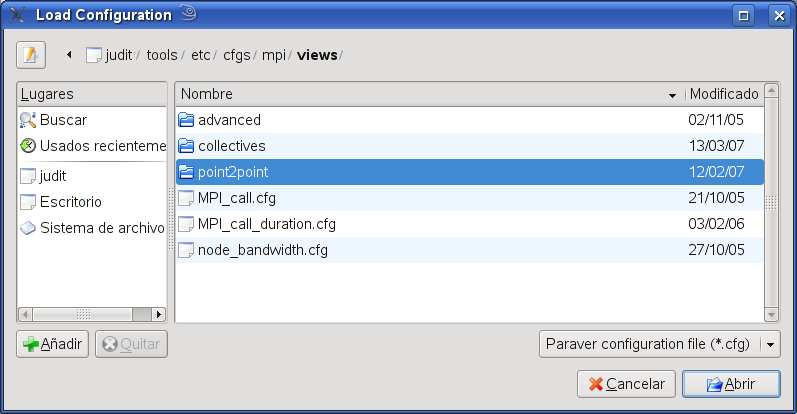 Load Configuration
judit / tools / etc / cfgs / mpi / views /
Lugares
Buscar
Usados recienteme
judit
Escritorio
Sistema de archivo
Nombre Modificado
advanced 02/11/05
collectives 13/03/07
point2point 12/02/07
MPI_call.cfg 21/10/05
MPI_call_duration.cfg 03/02/06
node_bandwidth.cfg 27/10/05
Añadir Quitar
Paraver configuration file (*.cfg)
Cancelar Abrir